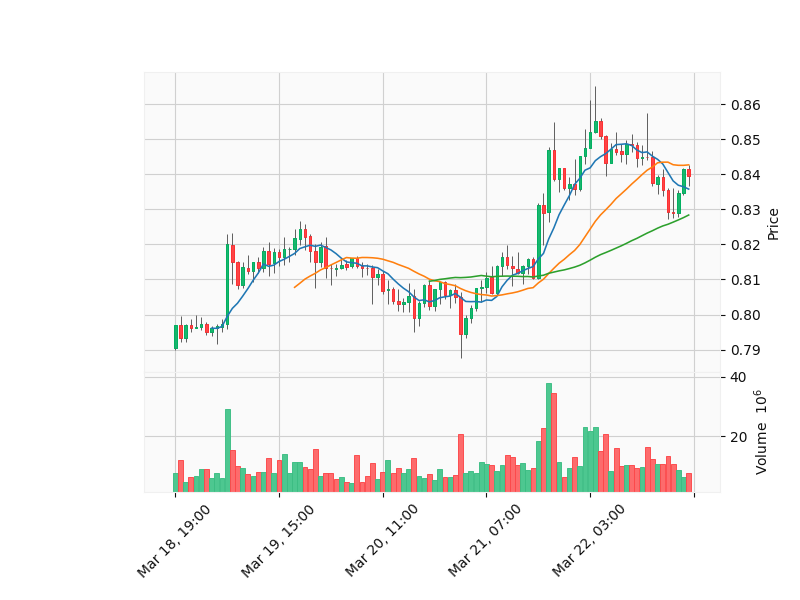 0.86
0.85
0.84
0.83
0.82
0.81
0.80
0.79
Price
40
20
Volume 10⁶
Mar 18, 19:00
Mar 19, 15:00
Mar 20, 11:00
Mar 21, 07:00
Mar 22, 03:00